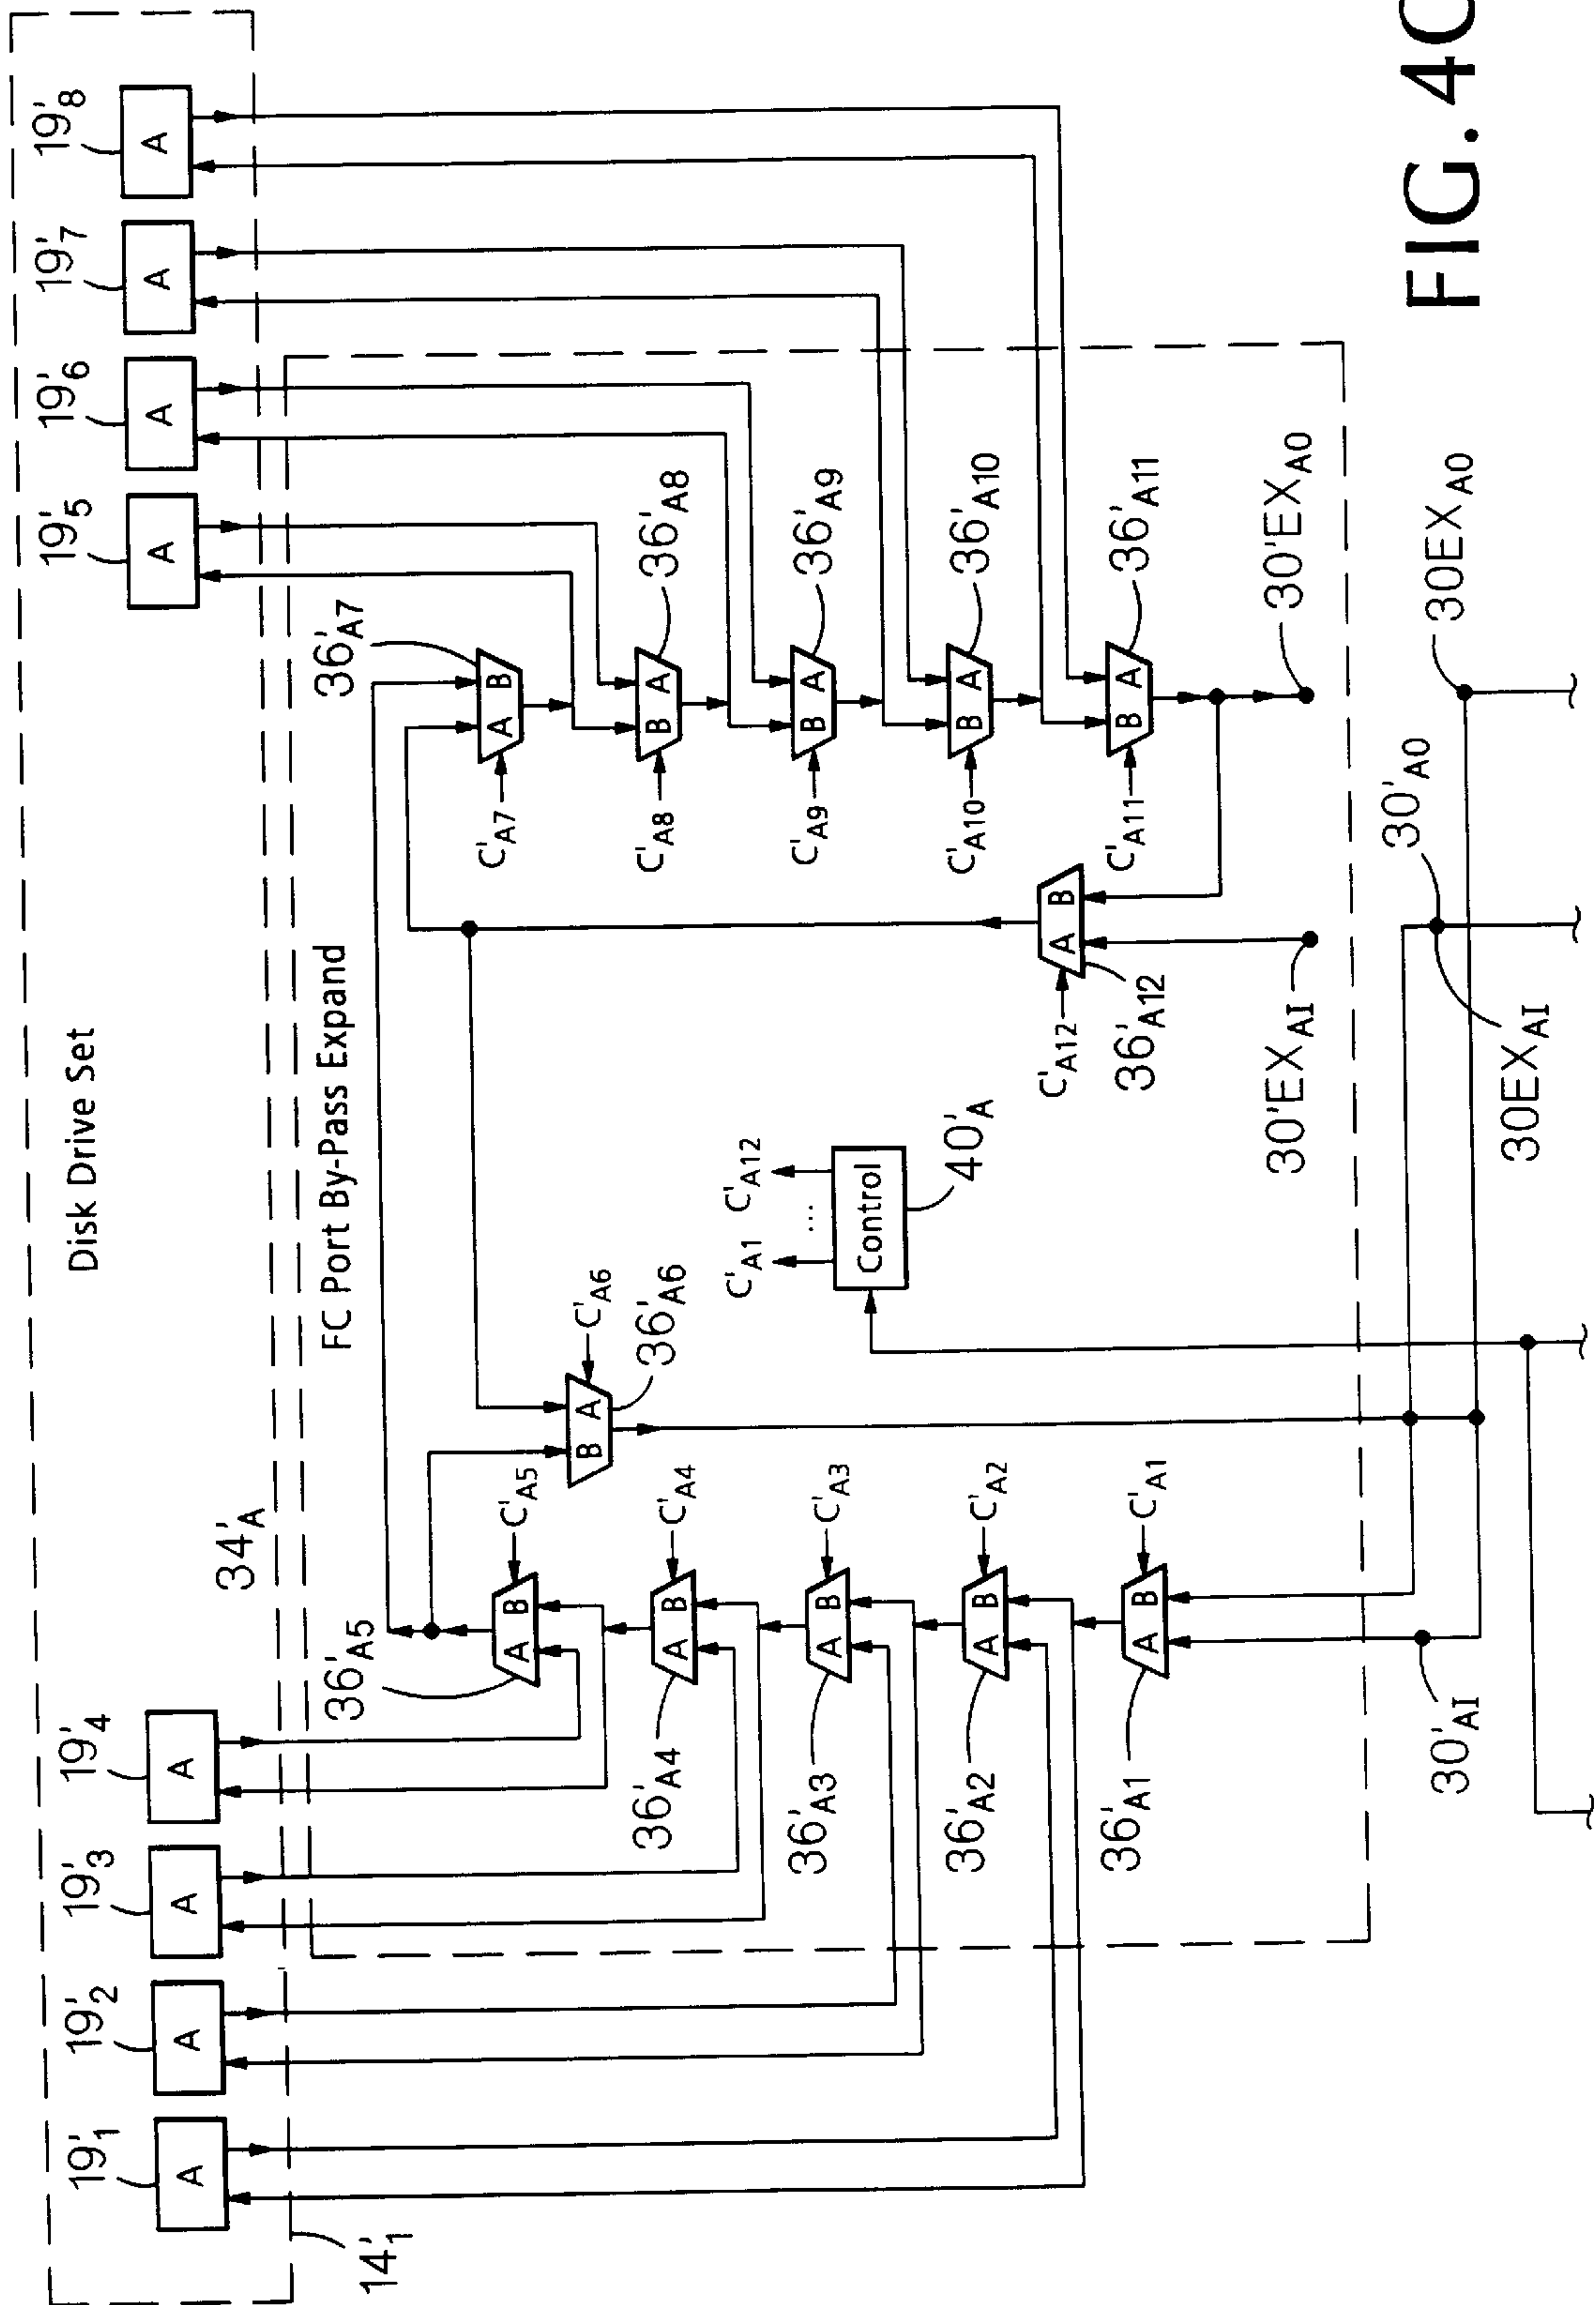 Disk Drive Set
19'1 19'2 19'3 19'4 19'5 19'6 19'7 19'8
A A A A A A A A
14'1
34'A
FC Port By-Pass Expand
36'A5
A B
C'A5
36'A7
A B
C'A7
B A
C'A6
36'A6
36'A4
A B
C'A4
C'A8
B A
36'A8
36'A3
A B
C'A3
C'A1 ... C'A12
Control
40'A
C'A9
B A
36'A9
36'A2
A B
C'A2
C'A10
B A
36'A10
36'A1
A B
C'A1
C'A12
A B
36'A12
C'A11
B A
36'A11
30'EXAI
30'EXAO
30'AI
30'AO
30EXAI
30EXAO
FIG. 4C